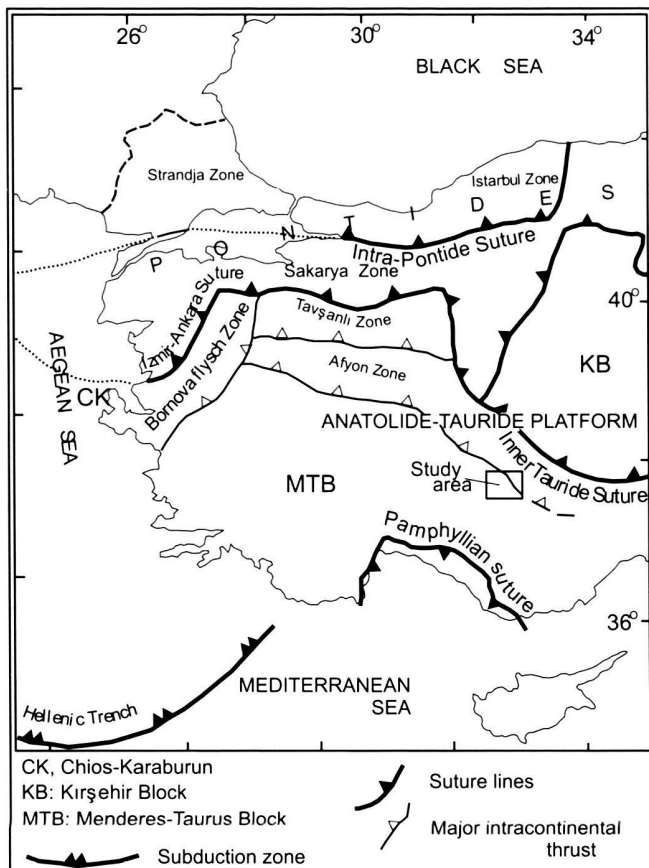 26°
30°
34°
BLACK SEA
Strandja Zone
Istarbul Zone
P O N T I D E S
Intra-Pontide Suture
Sakarya Zone
40°
Izmir-Ankara Suture
Tavşanlı Zone
Bornova flysch Zone
Afyon Zone
KB
AEGEAN SEA
CK
ANATOLIDE-TAURIDE PLATFORM
Inner Tauride Suture
Study
area
MTB
Pamphyllian suture
36°
MEDITERRANEAN
SEA
Hellenic Trench
CK, Chios-Karaburun
KB: Kırşehir Block
MTB: Menderes-Taurus Block
Subduction zone
Suture lines
Major intracontinental
thrust